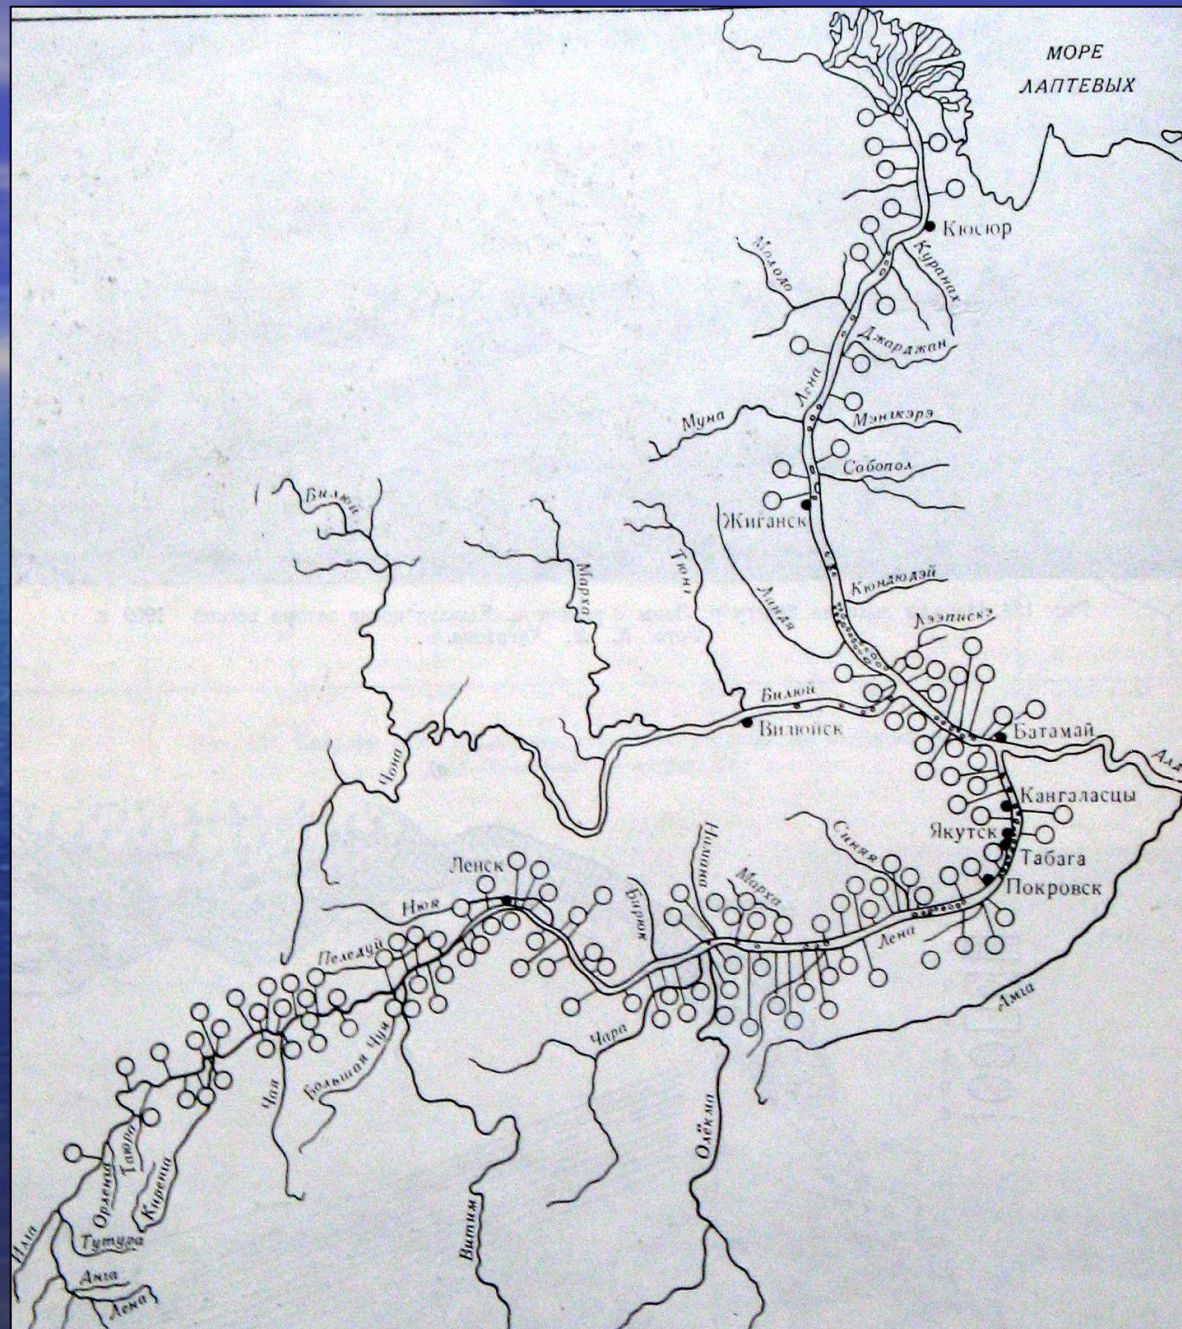 МОРЕ
ЛАПТЕВЫХ
Кюсюр
Молодо
Куранах
Джарджан
Лена
Муна
Мэнкэрэ
Собопол
Вилюй
Жиганск
Марха
Тюнг
Линдя
Кюндюдэй
Вилюй
Вилюйск
Батамай
Алд
Чона
Кангаласцы
Якутск
Табага
Покровск
Синяя
Намана
Марха
Ленск
Нюя
Бирюк
Лена
Пеледуй
Амга
Чара
Большая Чуя
Чая
Олёкма
Таюра
Киренга
Орленга
Витим
Илга
Тутура
Анга
Лена